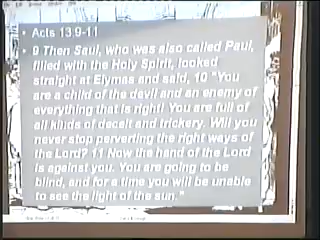 • Acts 13.9-11
• 9 Then Saul, who was also called Paul,
filled with the Holy Spirit, looked
straight at Elymas and said, 10 "You
are a child of the devil and an enemy of
everything that is right! You are full of
all kinds of deceit and trickery. Will you
never stop perverting the right ways of
the Lord? 11 Now the hand of the Lord
is against you. You are going to be
blind, and for a time you will be unable
to see the light of the sun."